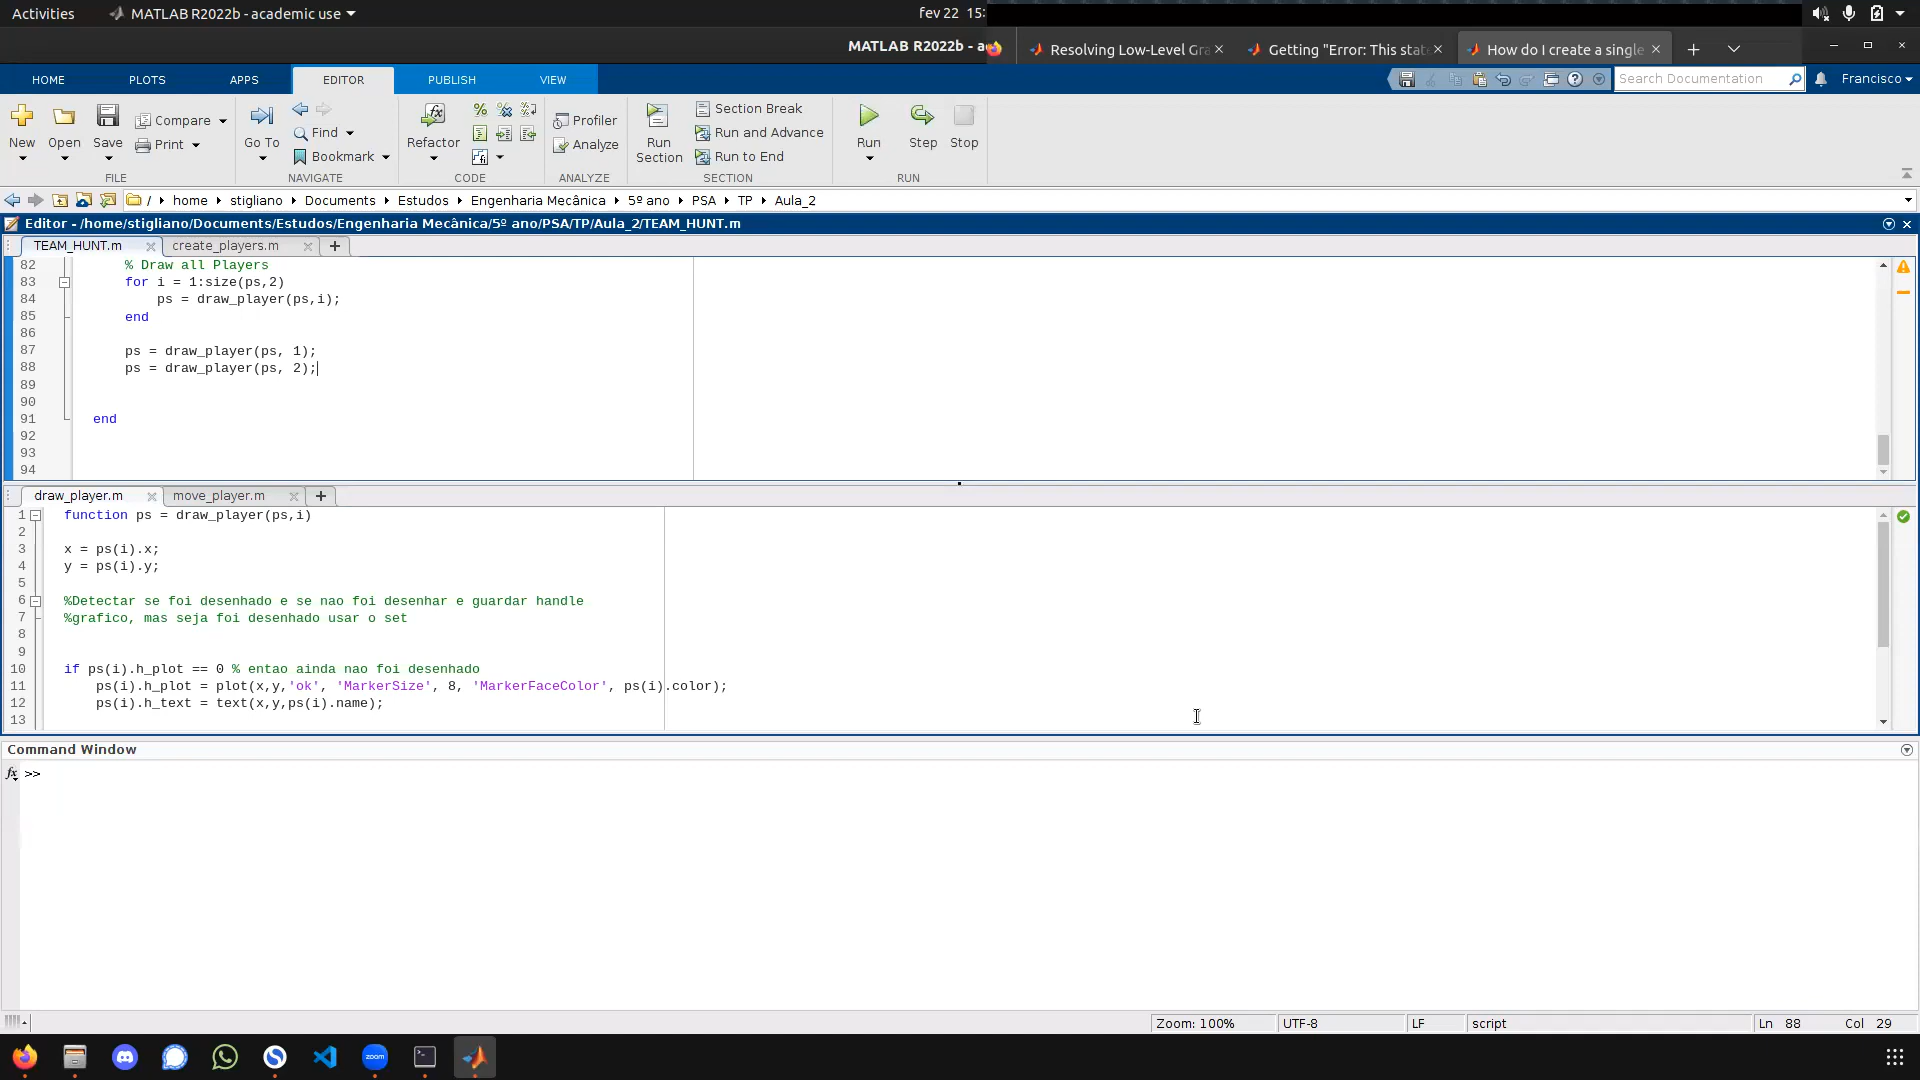 Activities
MATLAB R2022b - academic use
fev 22 15:
MATLAB R2022b - a
Resolving Low-Level Gra
Getting "Error: This state
How do I create a single
HOME
PLOTS
APPS
EDITOR
PUBLISH
VIEW
Search Documentation
Francisco
New
Open
Save
Compare
Print
FILE
Go To
Find
Bookmark
NAVIGATE
Refactor
CODE
Profiler
Analyze
ANALYZE
Run Section
Section Break
Run and Advance
Run to End
SECTION
Run
Step
Stop
RUN
/ home Documents stigliano Estudos Engenharia Mecânica 5º ano PSA TP Aula_2
Editor - /home/stigliano/Documents/Estudos/Engenharia Mecânica/5º ano/PSA/TP/Aula_2/TEAM_HUNT.m
TEAM_HUNT.m
create_players.m
82 % Draw all Players
83 for i = 1:size(ps,2)
84 ps = draw_player(ps,i);
85 end
86
87 ps = draw_player(ps, 1);
88 ps = draw_player(ps, 2);
89
90
91 end
92
93
94
draw_player.m
move_player.m
1 function ps = draw_player(ps,i)
2
3 x = ps(i).x;
4 y = ps(i).y;
5
6 %Detectar se foi desenhado e se nao foi desenhar e guardar handle
7 %grafico, mas seja foi desenhado usar o set
8
9
10 if ps(i).h_plot == 0 % entao ainda nao foi desenhado
11 ps(i).h_plot = plot(x,y,'ok', 'MarkerSize', 8, 'MarkerFaceColor', ps(i).color);
12 ps(i).h_text = text(x,y,ps(i).name);
13
Command Window
fx >>
Zoom: 100%
UTF-8
LF
script
Ln 88 Col 29
zoom